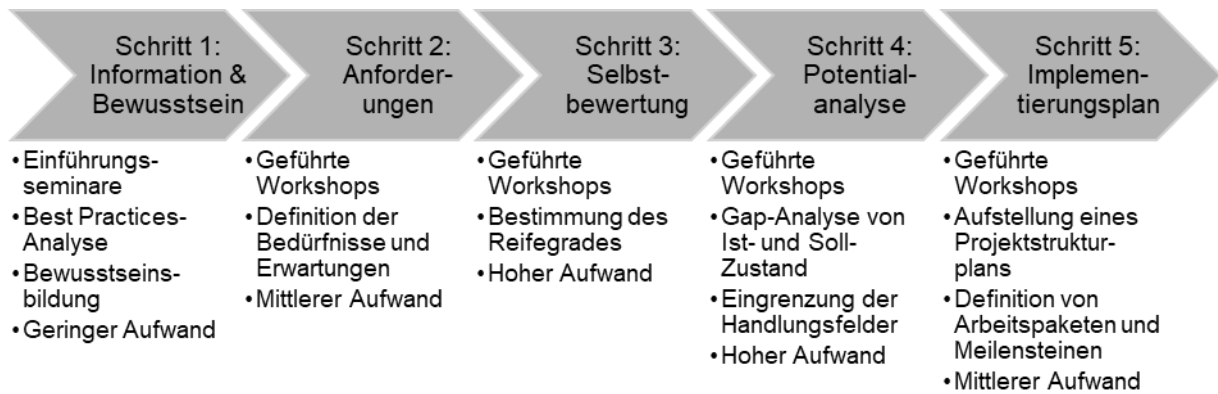 Schritt 1:
Information &
Bewusstsein
Schritt 2:
Anforder-
ungen
Schritt 3:
Selbst-
bewertung
Schritt 4:
Potential-
analyse
Schritt 5:
Implemen-
tierungsplan
•Einführungs-
seminare
•Best Practices-
Analyse
•Bewusstseins-
bildung
•Geringer Aufwand
•Geführte
Workshops
•Definition der
Bedürfnisse und
Erwartungen
•Mittlerer Aufwand
•Geführte
Workshops
•Bestimmung des
Reifegrades
•Hoher Aufwand
•Geführte
Workshops
•Gap-Analyse von
Ist- und Soll-
Zustand
•Eingrenzung der
Handlungsfelder
•Hoher Aufwand
•Geführte
Workshops
•Aufstellung eines
Projektstruktur-
plans
•Definition von
Arbeitspaketen und
Meilensteinen
•Mittlerer Aufwand